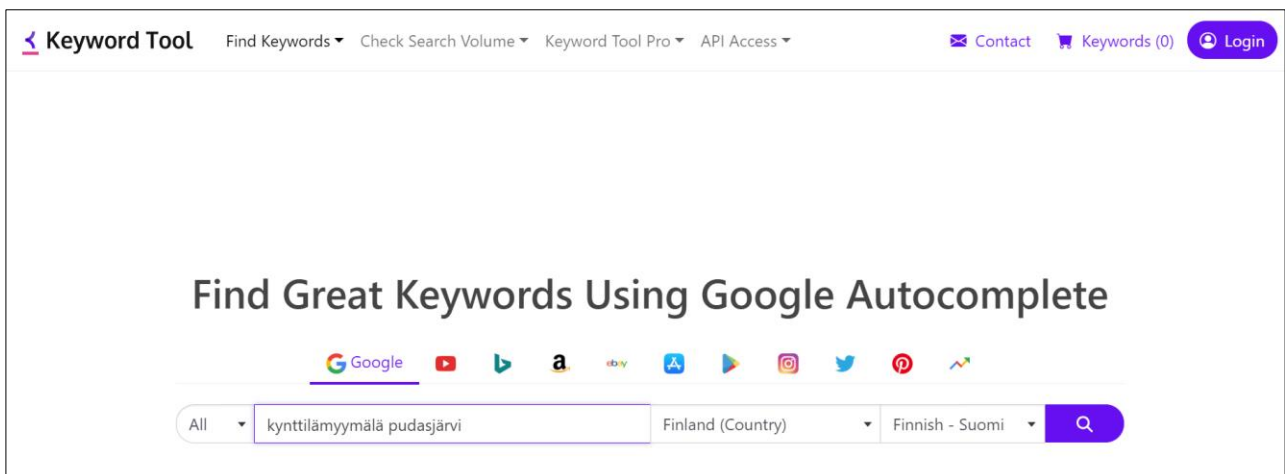 Keyword Tool Find Keywords Check Search Volume Keyword Tool Pro API Access Contact Keywords (0) Login
Find Great Keywords Using Google Autocomplete
Google a ebay
All kynttilämyymälä pudasjärvi Finland (Country) Finnish - Suomi